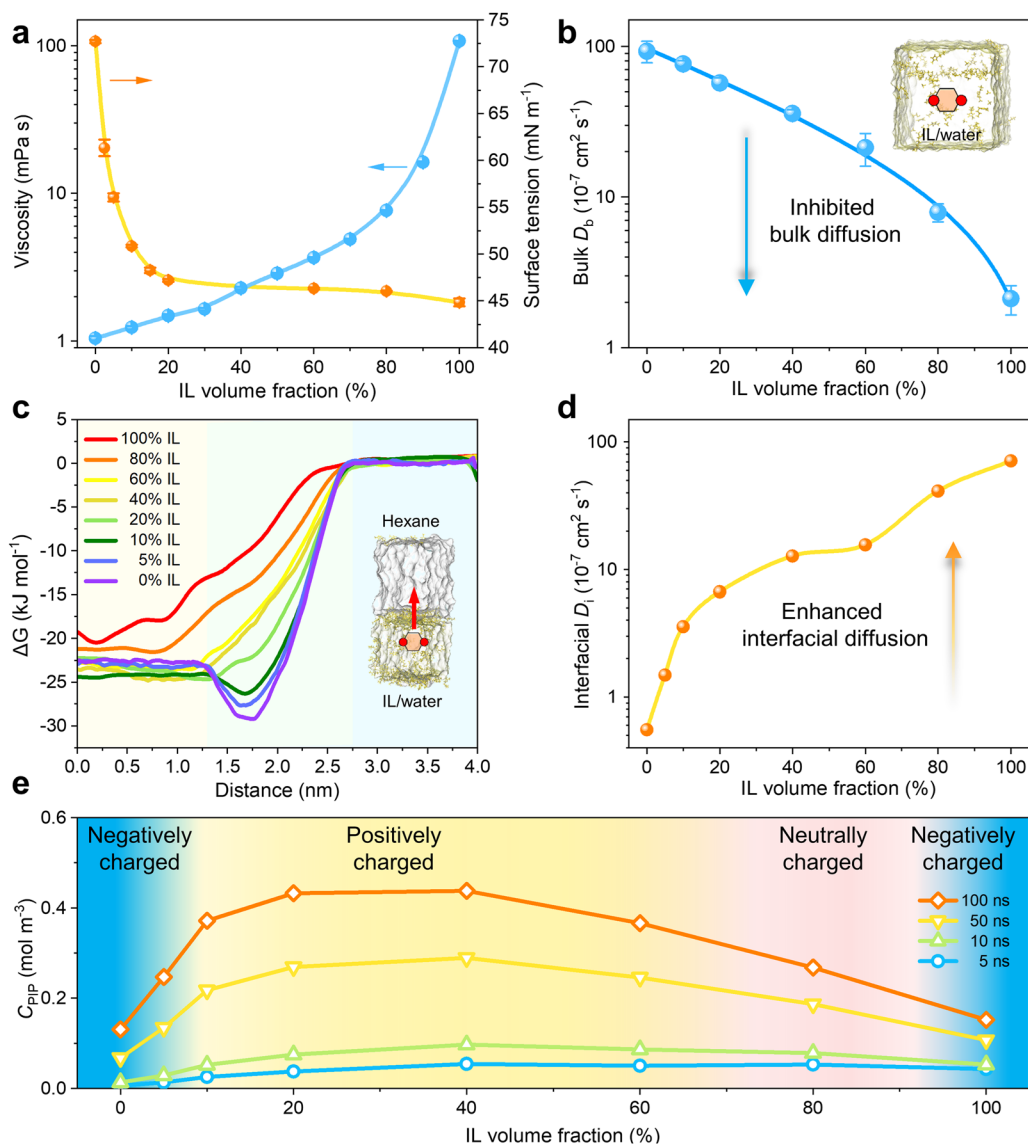 a
Viscosity (mPa s)
100
10
1
75
70
65
60
55
50
45
40
Surface tension (mN m⁻¹)
0 20 40 60 80 100
IL volume fraction (%)
b
Bulk D_b (10⁻⁷ cm² s⁻¹)
100
10
1
IL/water
Inhibited
bulk diffusion
0 20 40 60 80 100
IL volume fraction (%)
c
ΔG (kJ mol⁻¹)
5
0
-5
-10
-15
-20
-25
-30
100% IL
80% IL
60% IL
40% IL
20% IL
10% IL
5% IL
0% IL
Hexane
IL/water
0.0 0.5 1.0 1.5 2.0 2.5 3.0 3.5 4.0
Distance (nm)
d
Interfacial D_i (10⁻⁷ cm² s⁻¹)
100
10
1
Enhanced
interfacial diffusion
0 20 40 60 80 100
IL volume fraction (%)
e
C_PIP (mol m⁻³)
0.6
0.4
0.2
0.0
Negatively
charged
Positively
charged
Neutrally
charged
Negatively
charged
100 ns
50 ns
10 ns
5 ns
0 20 40 60 80 100
IL volume fraction (%)